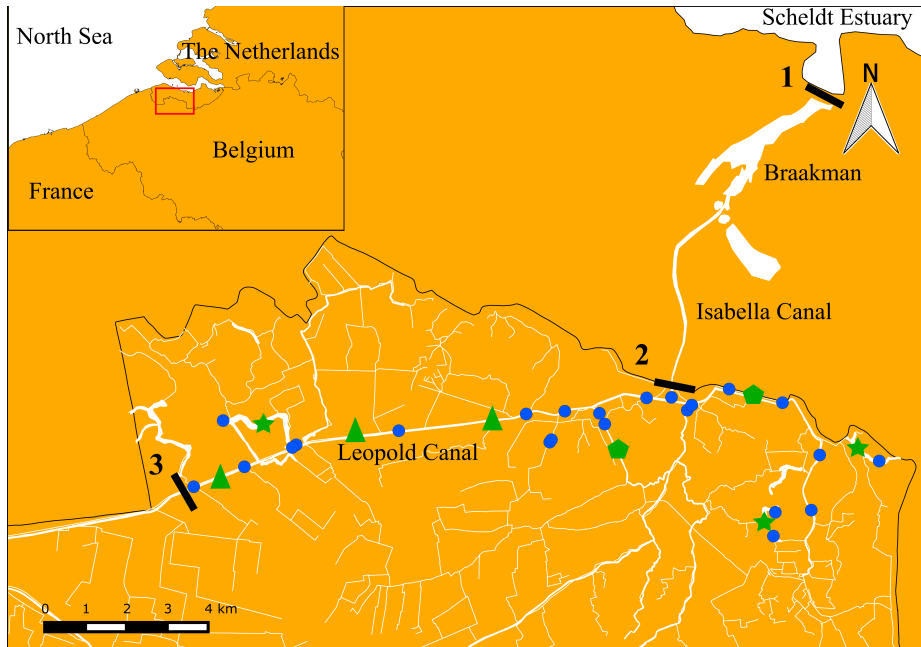 North Sea
The Netherlands
Belgium
France
Scheldt Estuary
1
N
Braakman
Isabella Canal
2
Leopold Canal
3
0 1 2 3 4 km